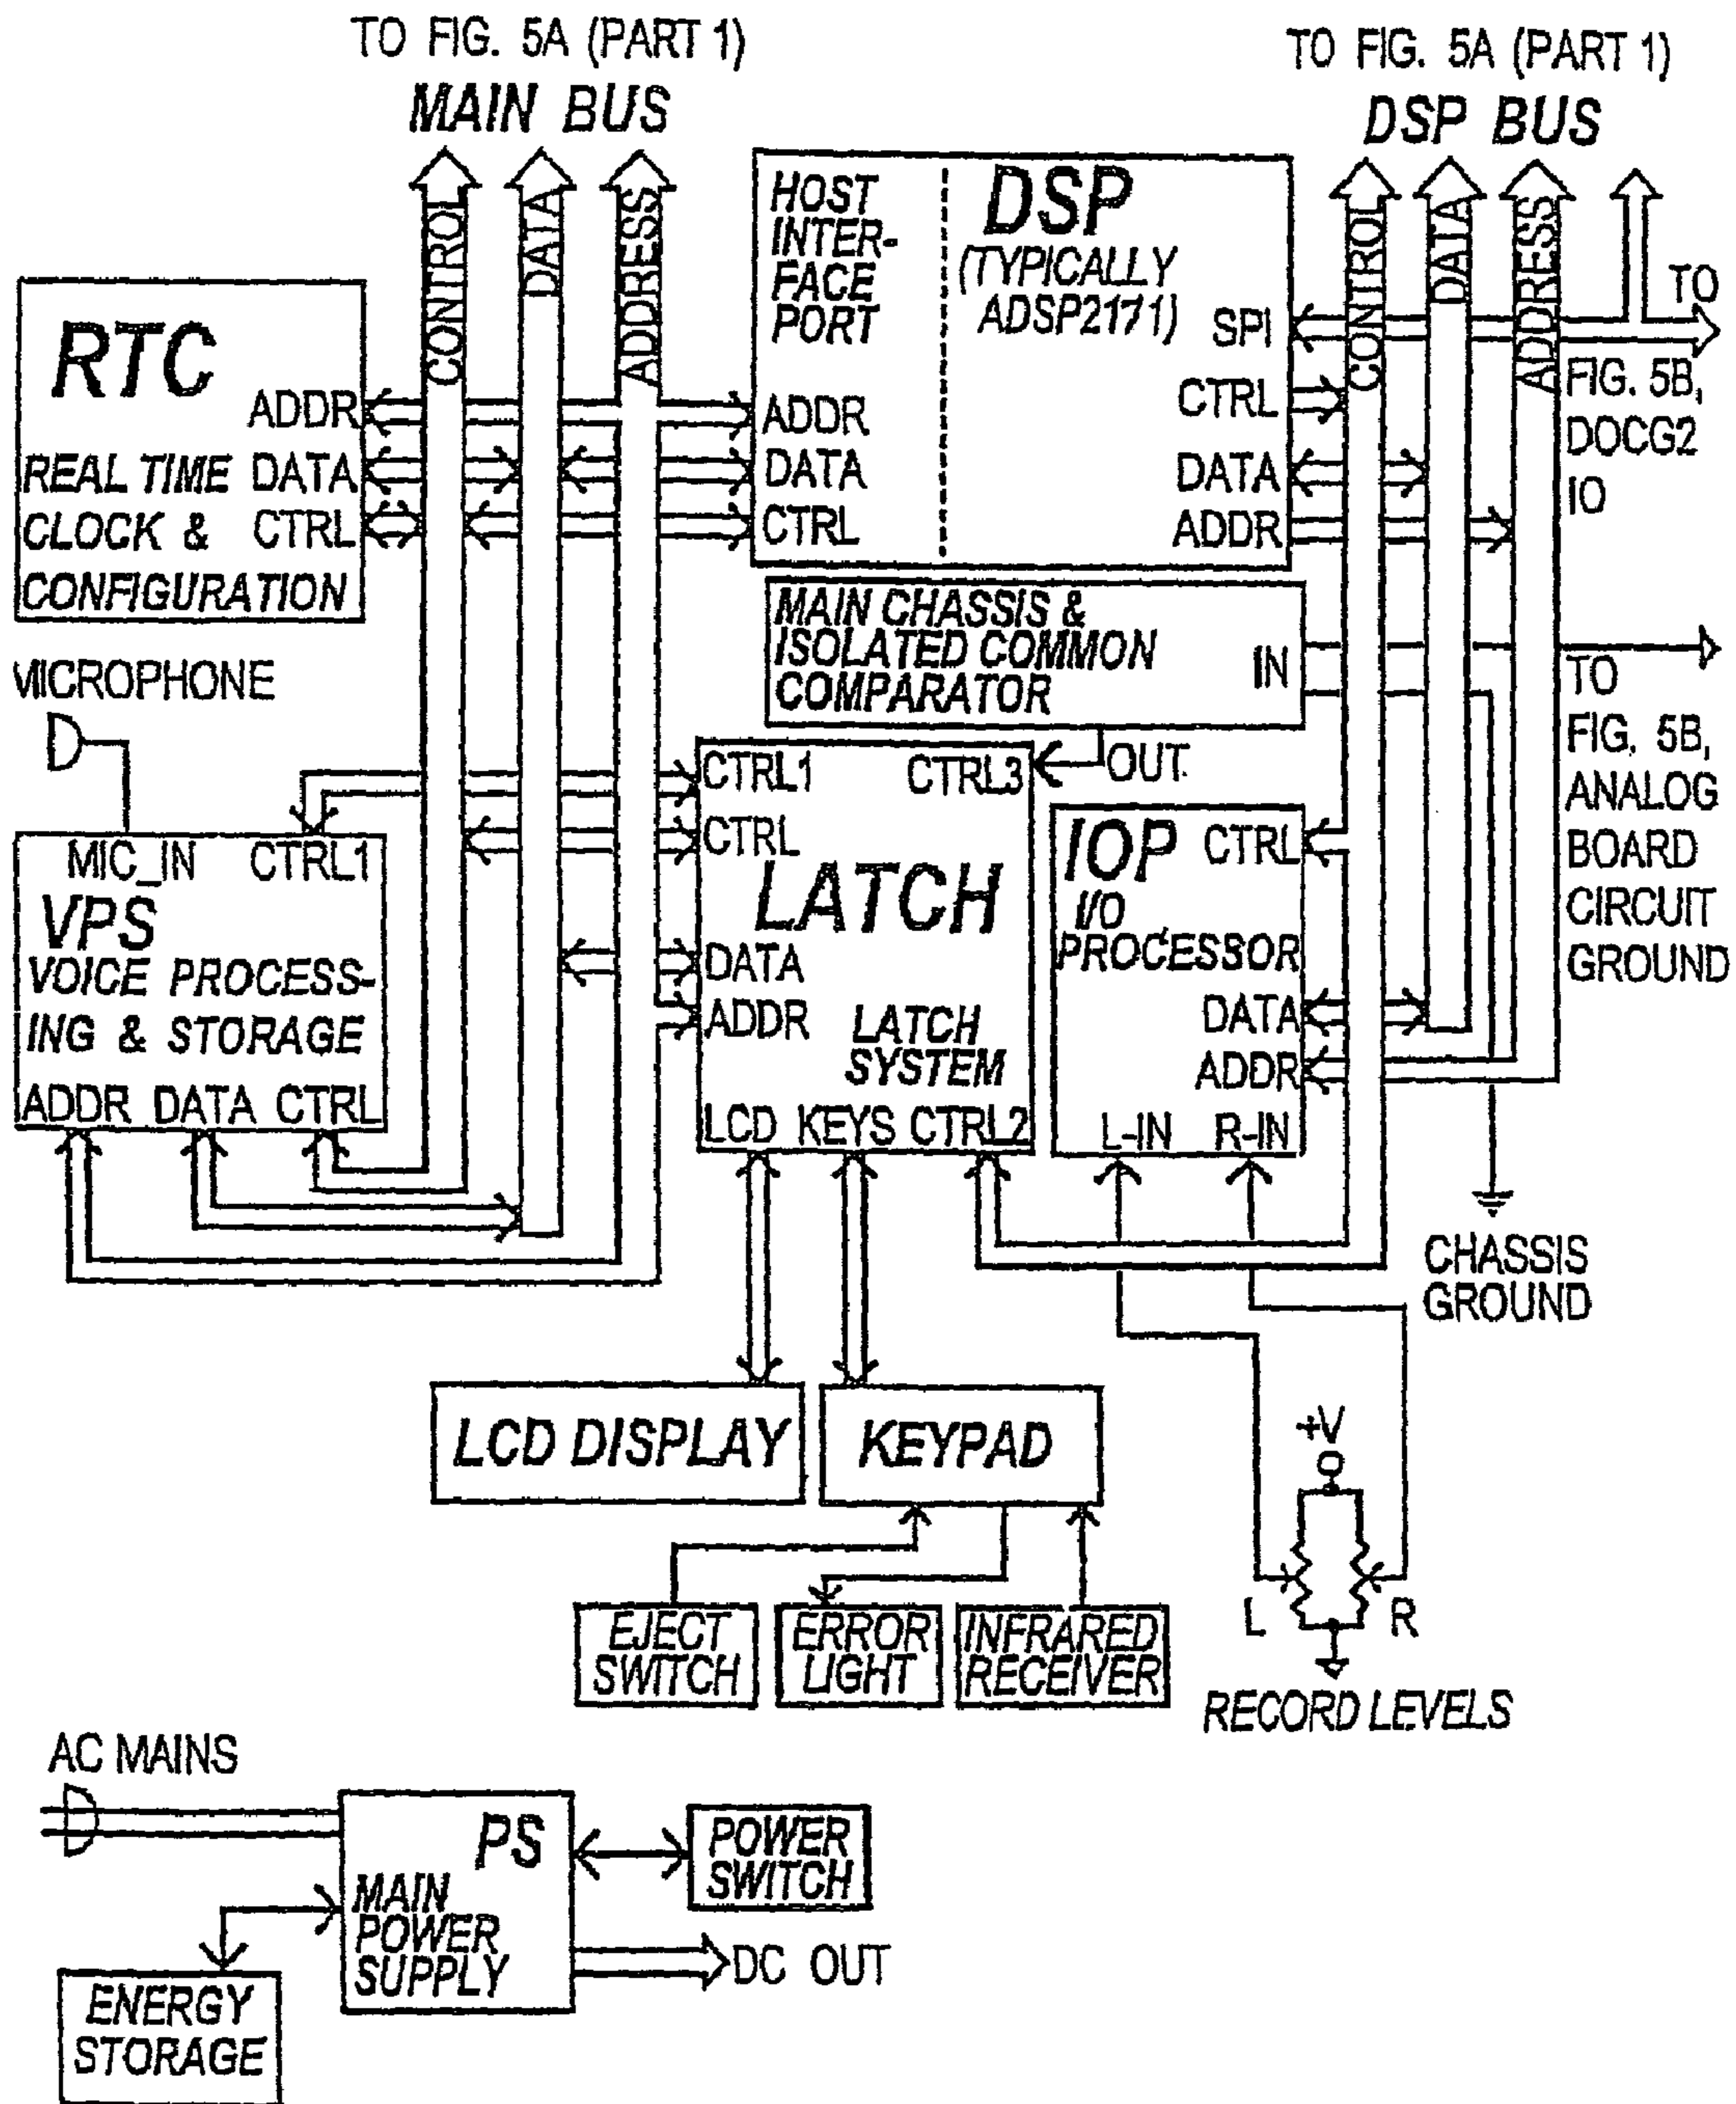 TO FIG. 5A (PART 1)
MAIN BUS
TO FIG. 5A (PART 1)
DSP BUS
CONTROL
DATA
ADDRESS
HOST
INTER-
FACE
PORT
DSP
(TYPICALLY
ADSP2171)
SPI
CTRL
DATA
ADDR
ADDR
DATA
CTRL
CONTROL
DATA
ADDRESS
TO
FIG. 5B,
DOCG2
IO
RTC
ADDR
REAL TIME DATA
CLOCK & CTRL
CONFIGURATION
MAIN CHASSIS &
ISOLATED COMMON
COMPARATOR
IN
OUT
TO
FIG. 5B,
ANALOG
BOARD
CIRCUIT
GROUND
MICROPHONE
MIC_IN CTRL1
VPS
VOICE PROCESS-
ING & STORAGE
ADDR DATA CTRL
CTRL1 CTRL3
CTRL
LATCH
DATA
ADDR
LATCH
SYSTEM
LCD KEYS CTRL2
IOP CTRL
I/O
PROCESSOR
DATA
ADDR
L-IN R-IN
CHASSIS
GROUND
LCD DISPLAY
KEYPAD
EJECT
SWITCH
ERROR
LIGHT
INFRARED
RECEIVER
+V
L R
RECORD LEVELS
AC MAINS
PS
MAIN
POWER
SUPPLY
POWER
SWITCH
DC OUT
ENERGY
STORAGE